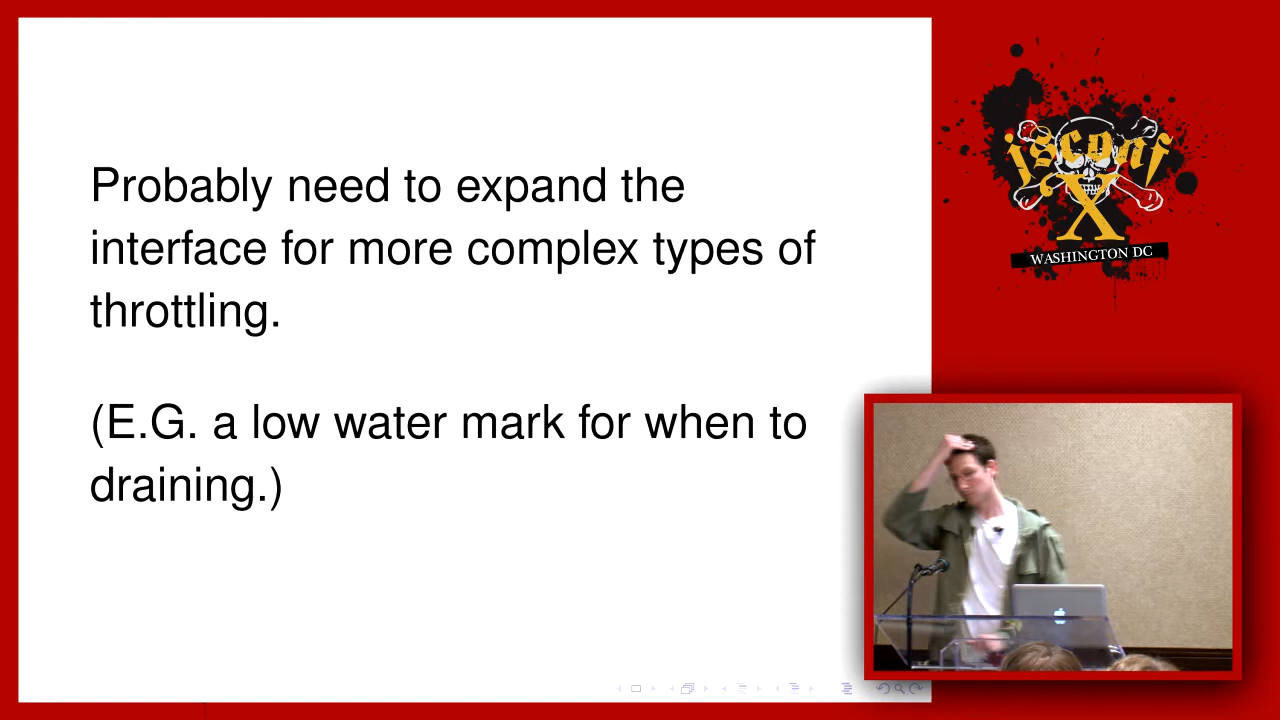 Probably need to expand the
interface for more complex types of
throttling.
(E.G. a low water mark for when to
draining.)
jsconf
X
WASHINGTON DC